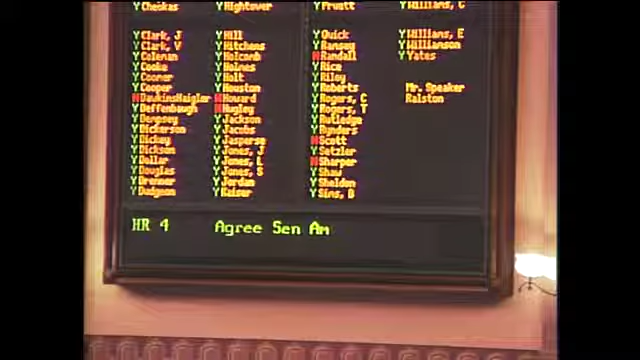 Y Cheskas Y Hightower Y Pruett Y Williams, C
Y Clark, J Y Hill Y Quick Y Williams, E
Y Clark, V Y Hitchens Y Ramsey Y Williamson
Y Coleman Y Holcomb N Randall Y Yates
Y Cooke Y Holmes Y Rice
Y Cooner Y Holt Y Riley
Y Cooper Y Houston Y Roberts Mr. Speaker
N DawkinsHaigler N Howard Y Rogers, C Ralston
Y Deffenbaugh N Hugley Y Rogers, T
Y Dempsey Y Jackson Y Rutledge
Y Dickerson Y Jacobs Y Rynders
Y Dickey Y Jasperse N Scott
Y Dickson Y Jones, J Y Setzler
Y Dollar Y Jones, L N Sharper
Y Douglas Y Jones, S Y Shaw
Y Drenner Y Jordan Y Sheldon
Y Dudgeon Y Kaiser Y Sims, B
HR 4 Agree Sen Am